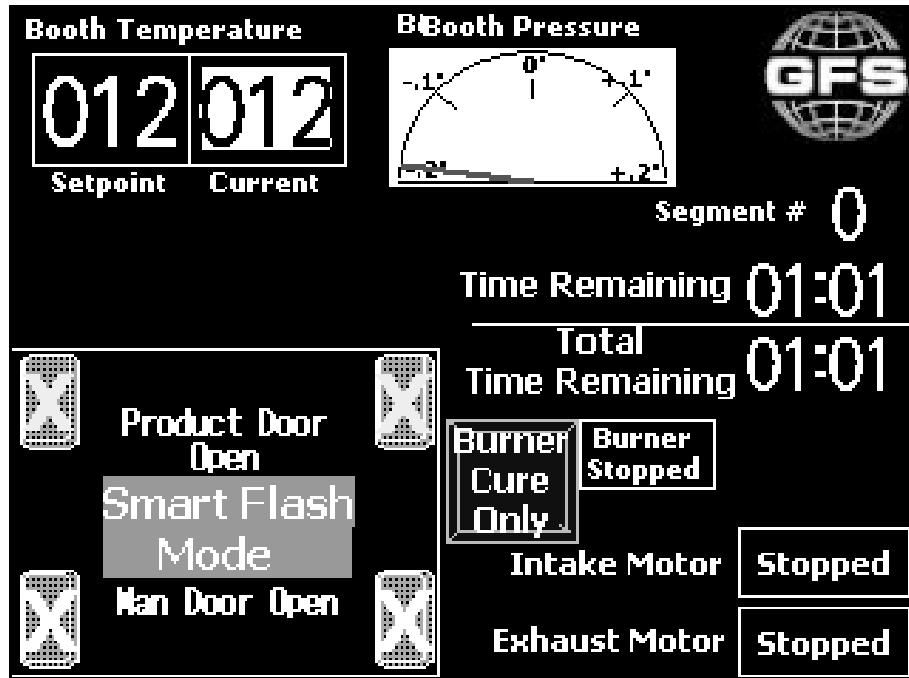 Booth Temperature
Booth Pressure
012 012
Setpoint Current
-.1" 0" +.1"
-.2" +.2"
GFS
Segment # 0
Time Remaining 01:01
Total
Time Remaining 01:01
X X
Product Door
Open
Smart Flash
Mode
Man Door Open
X X
Burner
Cure
Only
Burner
Stopped
Intake Motor Stopped
Exhaust Motor Stopped